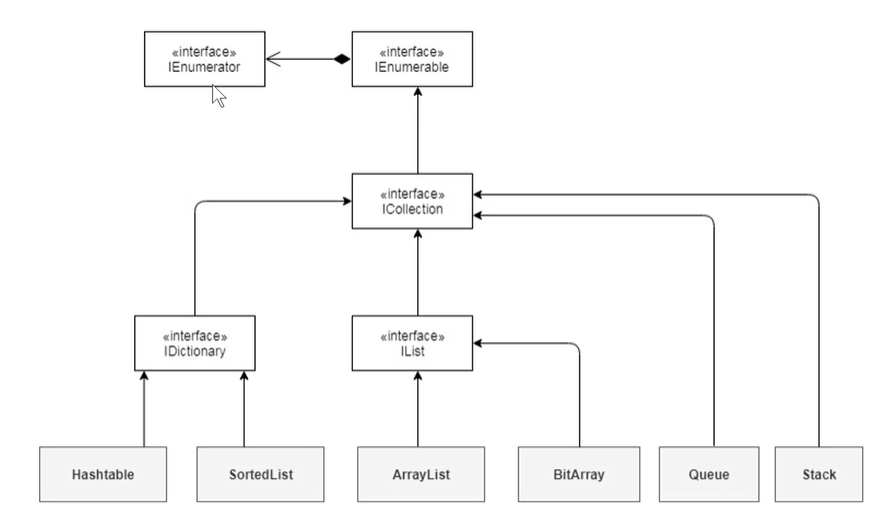 «interface»
IEnumerator
«interface»
IEnumerable
«interface»
ICollection
«interface»
IDictionary
«interface»
IList
Hashtable
SortedList
ArrayList
BitArray
Queue
Stack